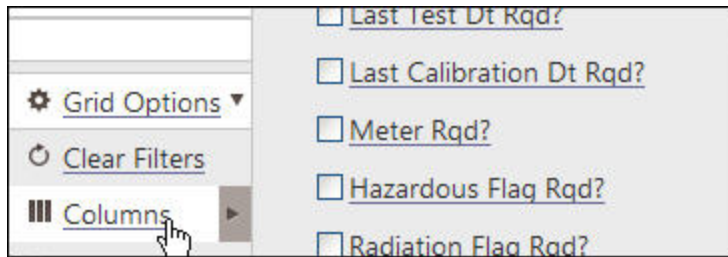 Grid Options
Clear Filters
Columns
Last Test Dt Rqd?
Last Calibration Dt Rqd?
Meter Rqd?
Hazardous Flag Rqd?
Radiation Flag Rqd?